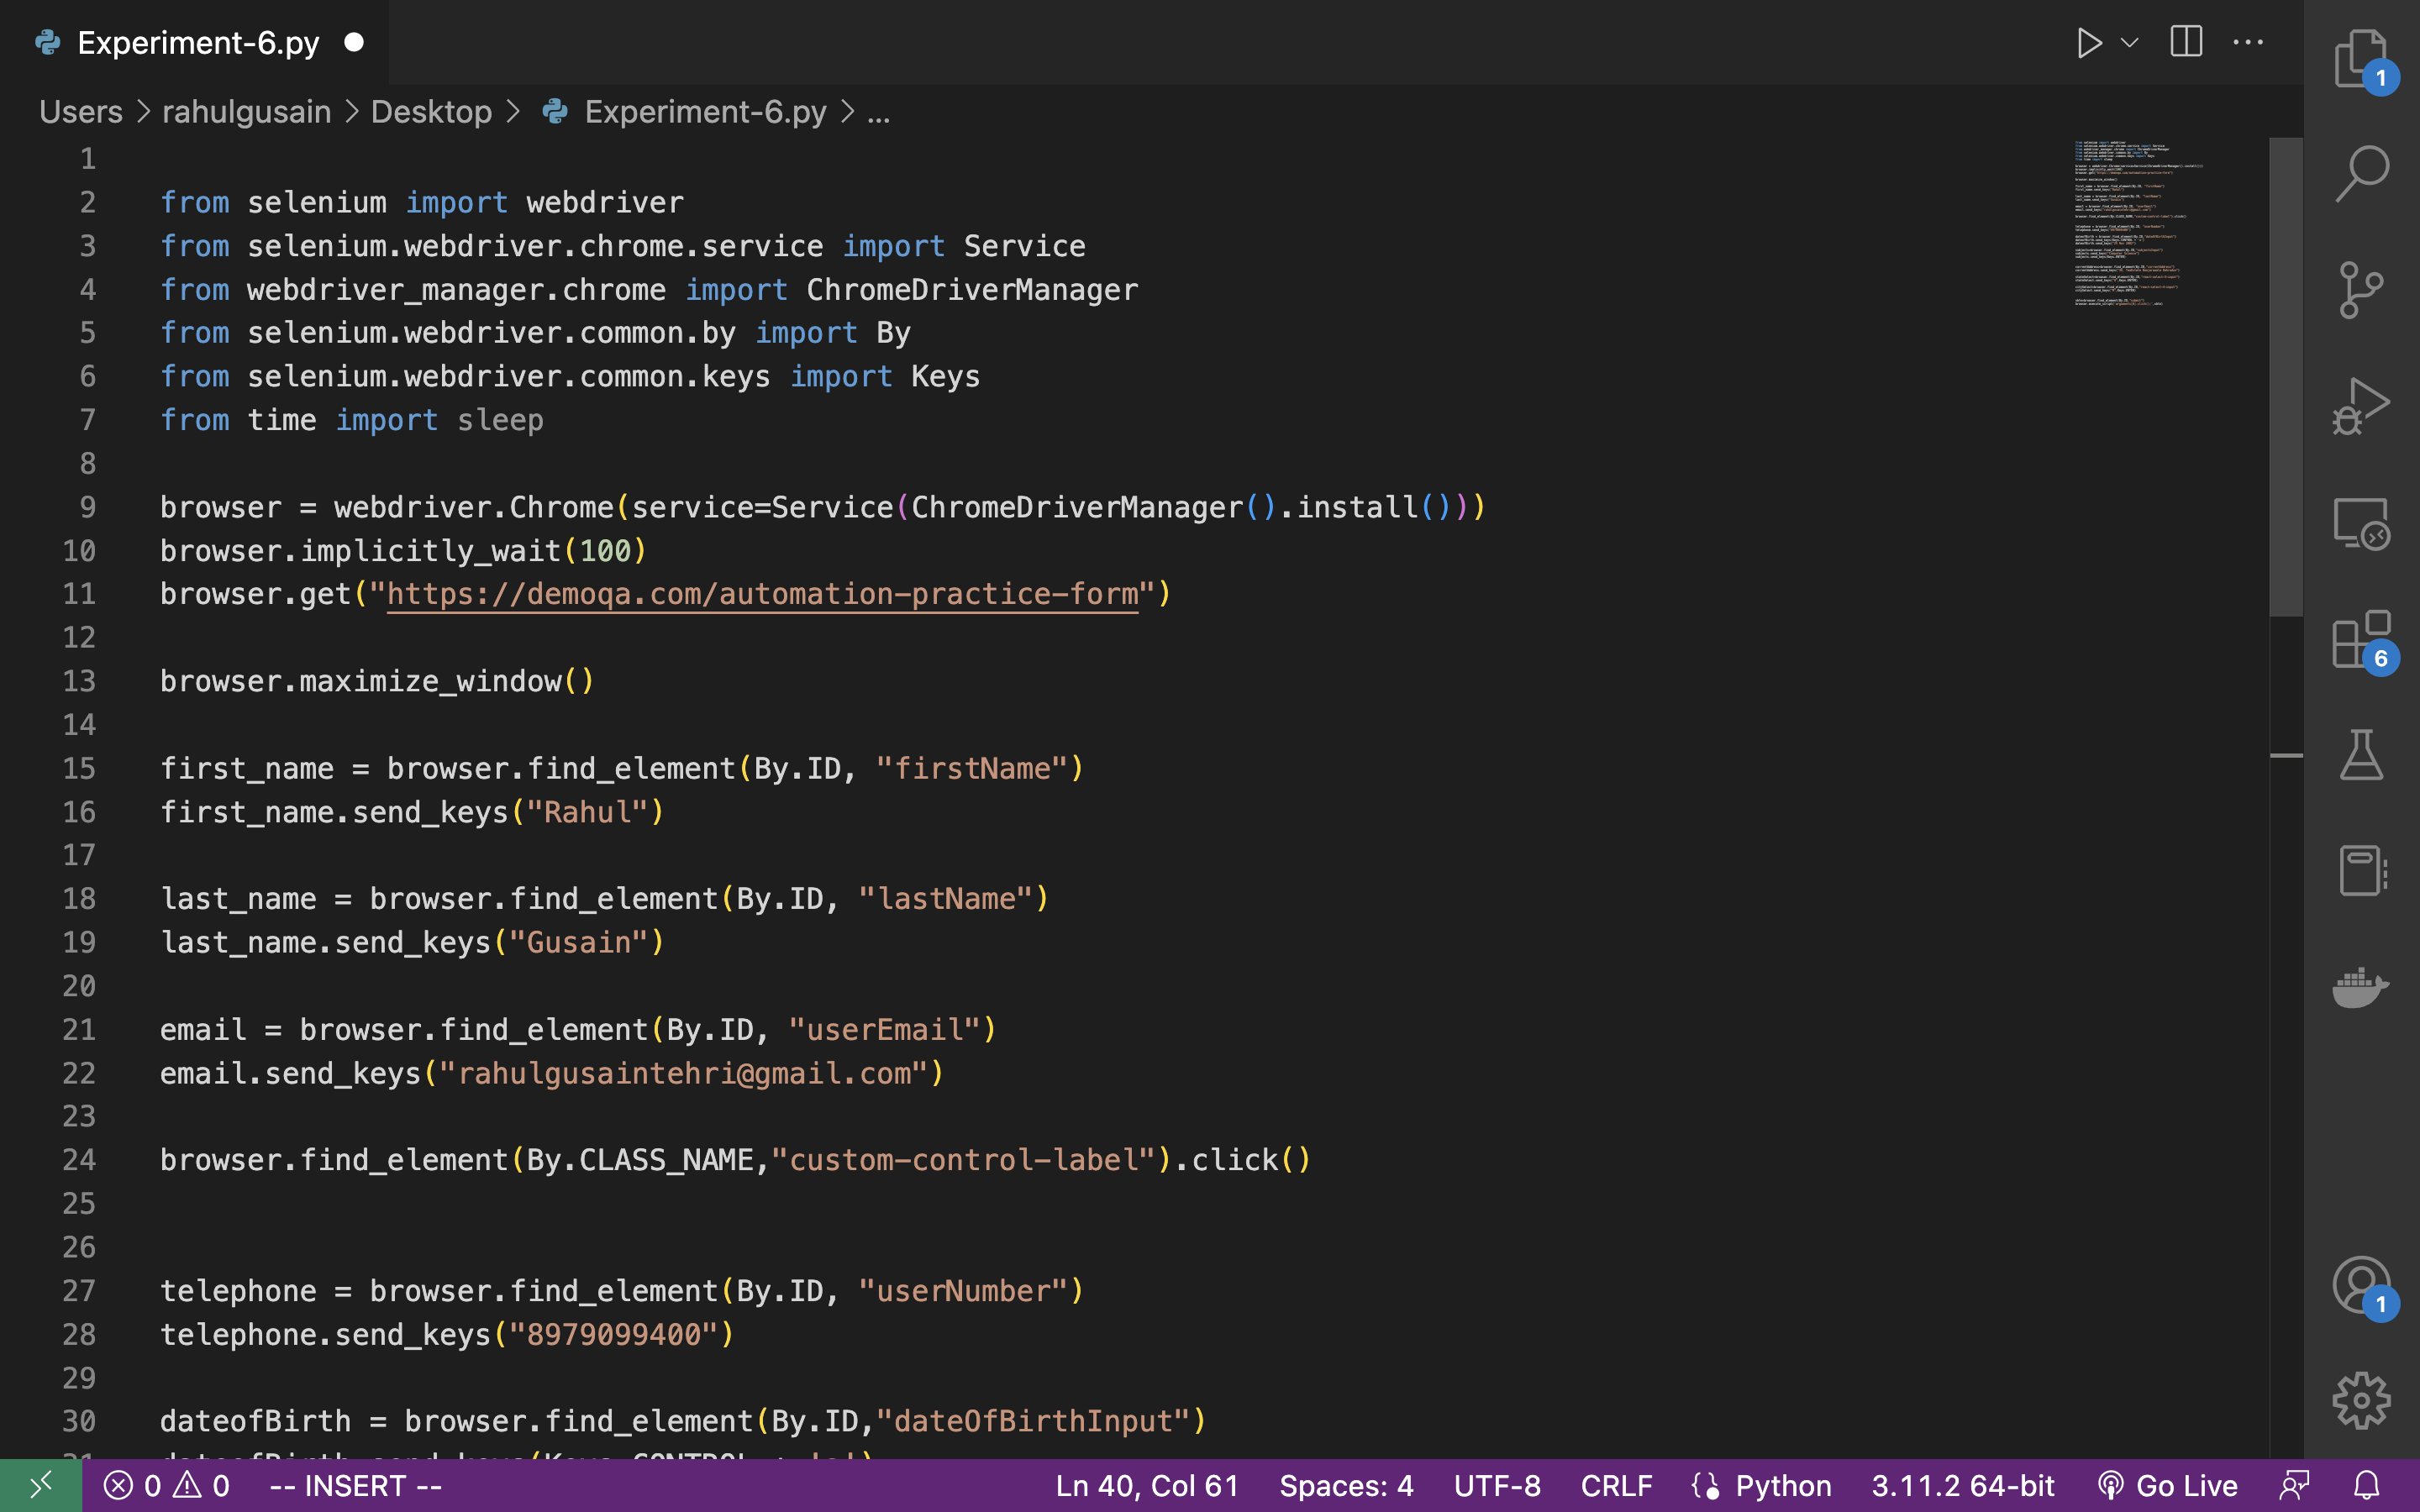 Experiment-6.py
Users > rahulgusain > Desktop > Experiment-6.py > ...
1
2 from selenium import webdriver
3 from selenium.webdriver.chrome.service import Service
4 from webdriver_manager.chrome import ChromeDriverManager
5 from selenium.webdriver.common.by import By
6 from selenium.webdriver.common.keys import Keys
7 from time import sleep
8
9 browser = webdriver.Chrome(service=Service(ChromeDriverManager().install()))
10 browser.implicitly_wait(100)
11 browser.get("https://demoqa.com/automation-practice-form")
12
13 browser.maximize_window()
14
15 first_name = browser.find_element(By.ID, "firstName")
16 first_name.send_keys("Rahul")
17
18 last_name = browser.find_element(By.ID, "lastName")
19 last_name.send_keys("Gusain")
20
21 email = browser.find_element(By.ID, "userEmail")
22 email.send_keys("rahulgusaintehri@gmail.com")
23
24 browser.find_element(By.CLASS_NAME,"custom-control-label").click()
25
26
27 telephone = browser.find_element(By.ID, "userNumber")
28 telephone.send_keys("8979099400")
29
30 dateofBirth = browser.find_element(By.ID,"dateOfBirthInput")
1
6
1
0 0 -- INSERT -- Ln 40, Col 61 Spaces: 4 UTF-8 CRLF Python 3.11.2 64-bit Go Live